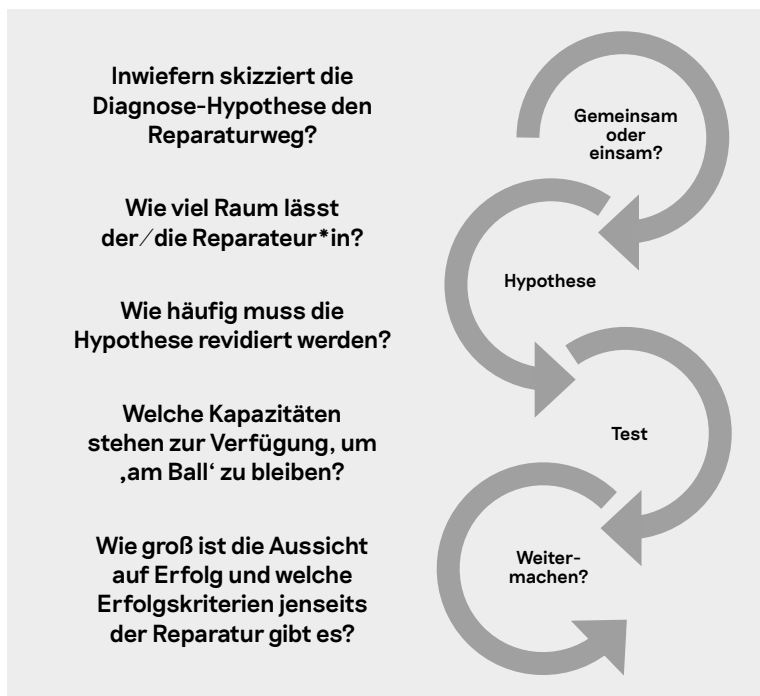 Inwiefern skizziert die
Diagnose-Hypothese den
Reparaturweg?
Wie viel Raum lässt
der/die Reparateur*in?
Wie häufig muss die
Hypothese revidiert werden?
Welche Kapazitäten
stehen zur Verfügung, um
‚am Ball‘ zu bleiben?
Wie groß ist die Aussicht
auf Erfolg und welche
Erfolgskriterien jenseits
der Reparatur gibt es?
Gemeinsam
oder
einsam?
Hypothese
Test
Weiter-
machen?